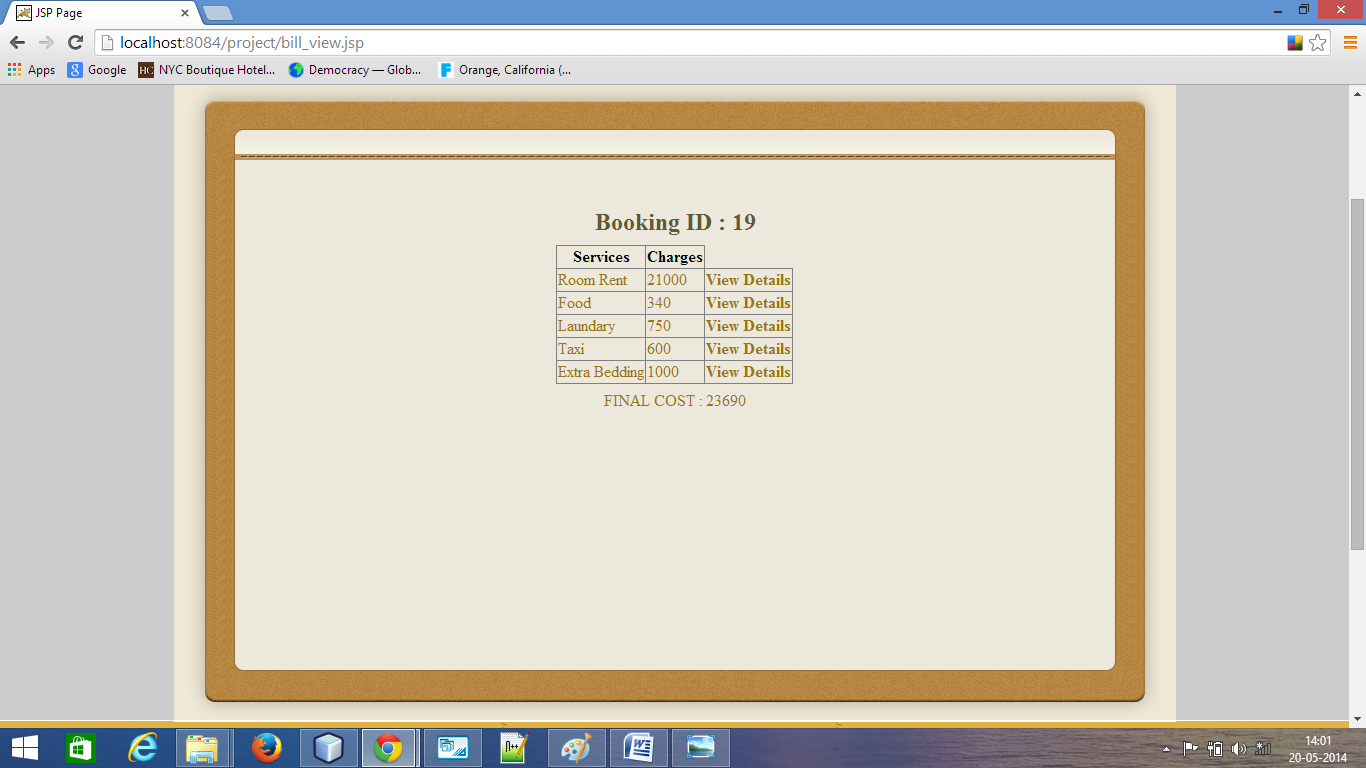 JSP Page
localhost:8084/project/bill_view.jsp
Apps Google HC NYC Boutique Hotel... Democracy — Glob... F Orange, California (...
Booking ID : 19
Services Charges
Room Rent 21000 View Details
Food 340 View Details
Laundary 750 View Details
Taxi 600 View Details
Extra Bedding 1000 View Details
FINAL COST : 23690
14:01
20-05-2014